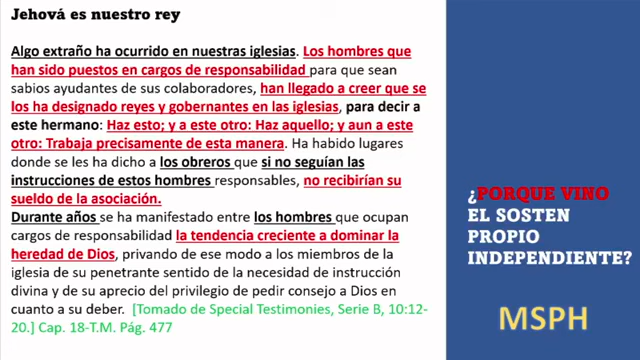 Jehová es nuestro rey
Algo extraño ha ocurrido en nuestras iglesias. Los hombres que
han sido puestos en cargos de responsabilidad para que sean
sabios ayudantes de sus colaboradores, han llegado a creer que se
los ha designado reyes y gobernantes en las iglesias, para decir a
este hermano: Haz esto; y a este otro: Haz aquello; y aun a este
otro: Trabaja precisamente de esta manera. Ha habido lugares
donde se les ha dicho a los obreros que si no seguían las
instrucciones de estos hombres responsables, no recibirían su
sueldo de la asociación.
Durante años se ha manifestado entre los hombres que ocupan
cargos de responsabilidad la tendencia creciente a dominar la
heredad de Dios, privando de ese modo a los miembros de la
iglesia de su penetrante sentido de la necesidad de instrucción
divina y de su aprecio del privilegio de pedir consejo a Dios en
cuanto a su deber. [Tomado de Special Testimonies, Serie B, 10:12-
20.] Cap. 18-T.M. Pág. 477
¿PORQUE VINO
EL SOSTEN
PROPIO
INDEPENDIENTE?
MSPH